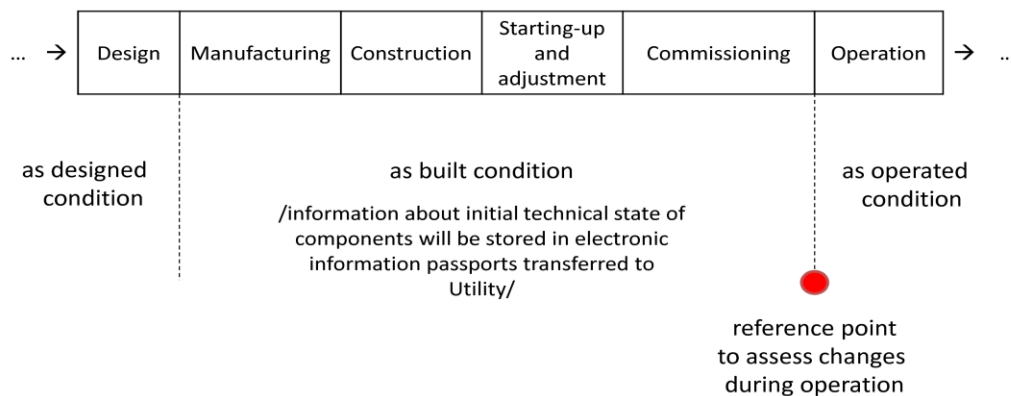 ... → Design Manufacturing Construction Starting-up and adjustment Commissioning Operation → ..
as designed
condition
as built condition
/information about initial technical state of
components will be stored in electronic
information passports transferred to
Utility/
as operated
condition
reference point
to assess changes
during operation